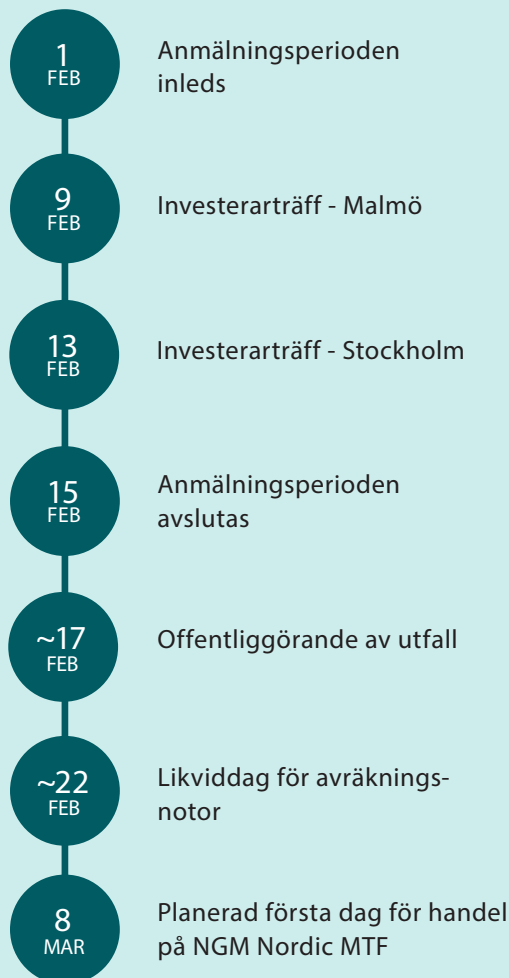 1
FEB
Anmälningsperioden
inleds
9
FEB
Investerarträff - Malmö
13
FEB
Investerarträff - Stockholm
15
FEB
Anmälningsperioden
avslutas
~17
FEB
Offentliggörande av utfall
~22
FEB
Likviddag för avräknings-
notor
8
MAR
Planerad första dag för handel
på NGM Nordic MTF